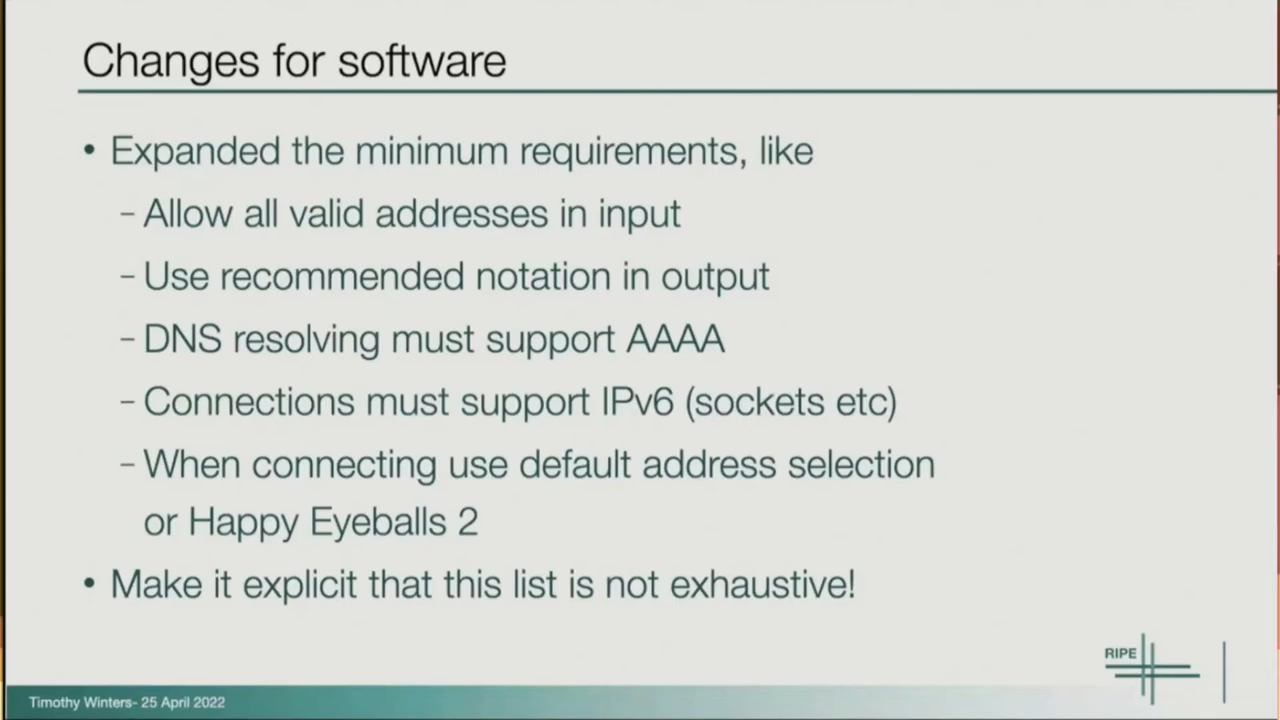 Changes for software
• Expanded the minimum requirements, like
– Allow all valid addresses in input
– Use recommended notation in output
– DNS resolving must support AAAA
– Connections must support IPv6 (sockets etc)
– When connecting use default address selection
or Happy Eyeballs 2
• Make it explicit that this list is not exhaustive!
RIPE
Timothy Winters- 25 April 2022